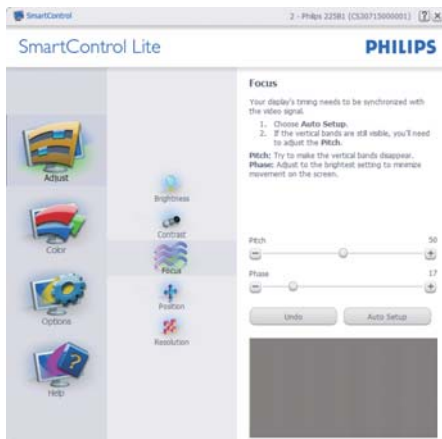 SmartControl
2 - Philips 225B1 (CS30715000001)
SmartControl Lite
PHILIPS
Adjust
Color
Options
Help
Brightness
Contrast
Focus
Position
Resolution
Focus
Your display's timing needs to be synchronized with
the video signal.
1. Choose Auto Setup.
2. If the vertical bands are still visible, you'll need
to adjust the Pitch.
Pitch: Try to make the vertical bands disappear.
Phase: Adjust to the brightest setting to minimize
movement on the screen.
Pitch 50
Phase 17
Undo Auto Setup